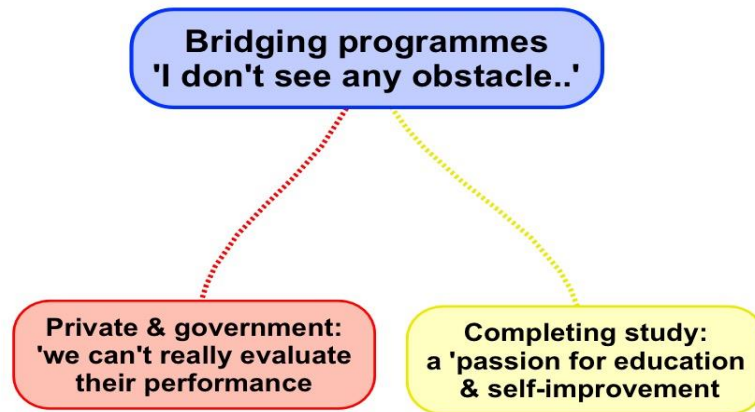 Bridging programmes
'I don't see any obstacle..'
Private & government:
'we can't really evaluate
their performance
Completing study:
a 'passion for education
& self-improvement